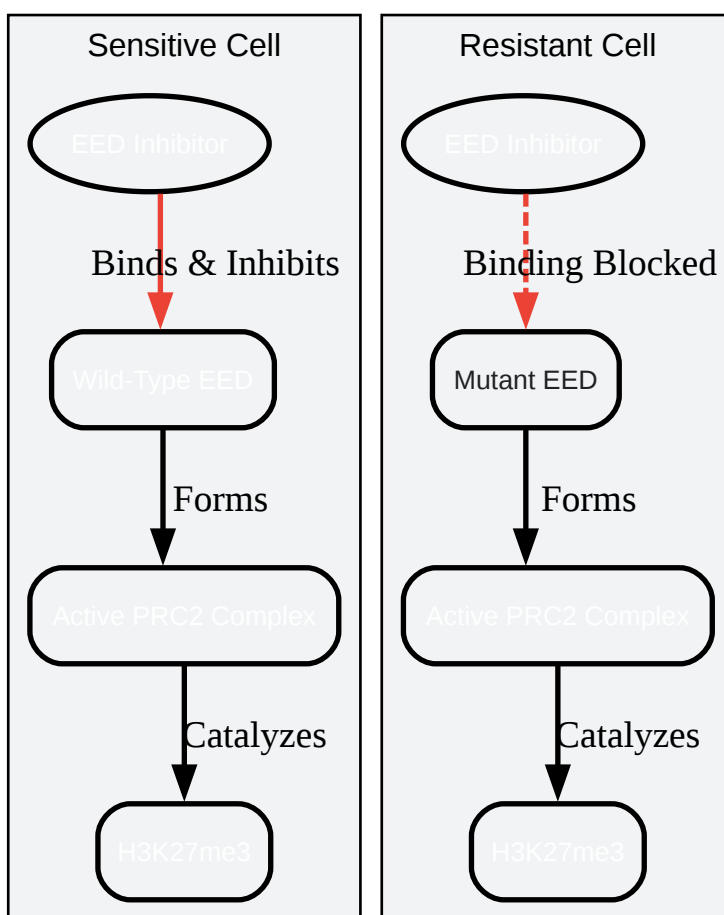 Sensitive Cell
EED Inhibitor
Binds & Inhibits
Wild-Type EED
Forms
Active PRC2 Complex
Catalyzes
H3K27me3
Resistant Cell
EED Inhibitor
Binding Blocked
Mutant EED
Forms
Active PRC2 Complex
Catalyzes
H3K27me3